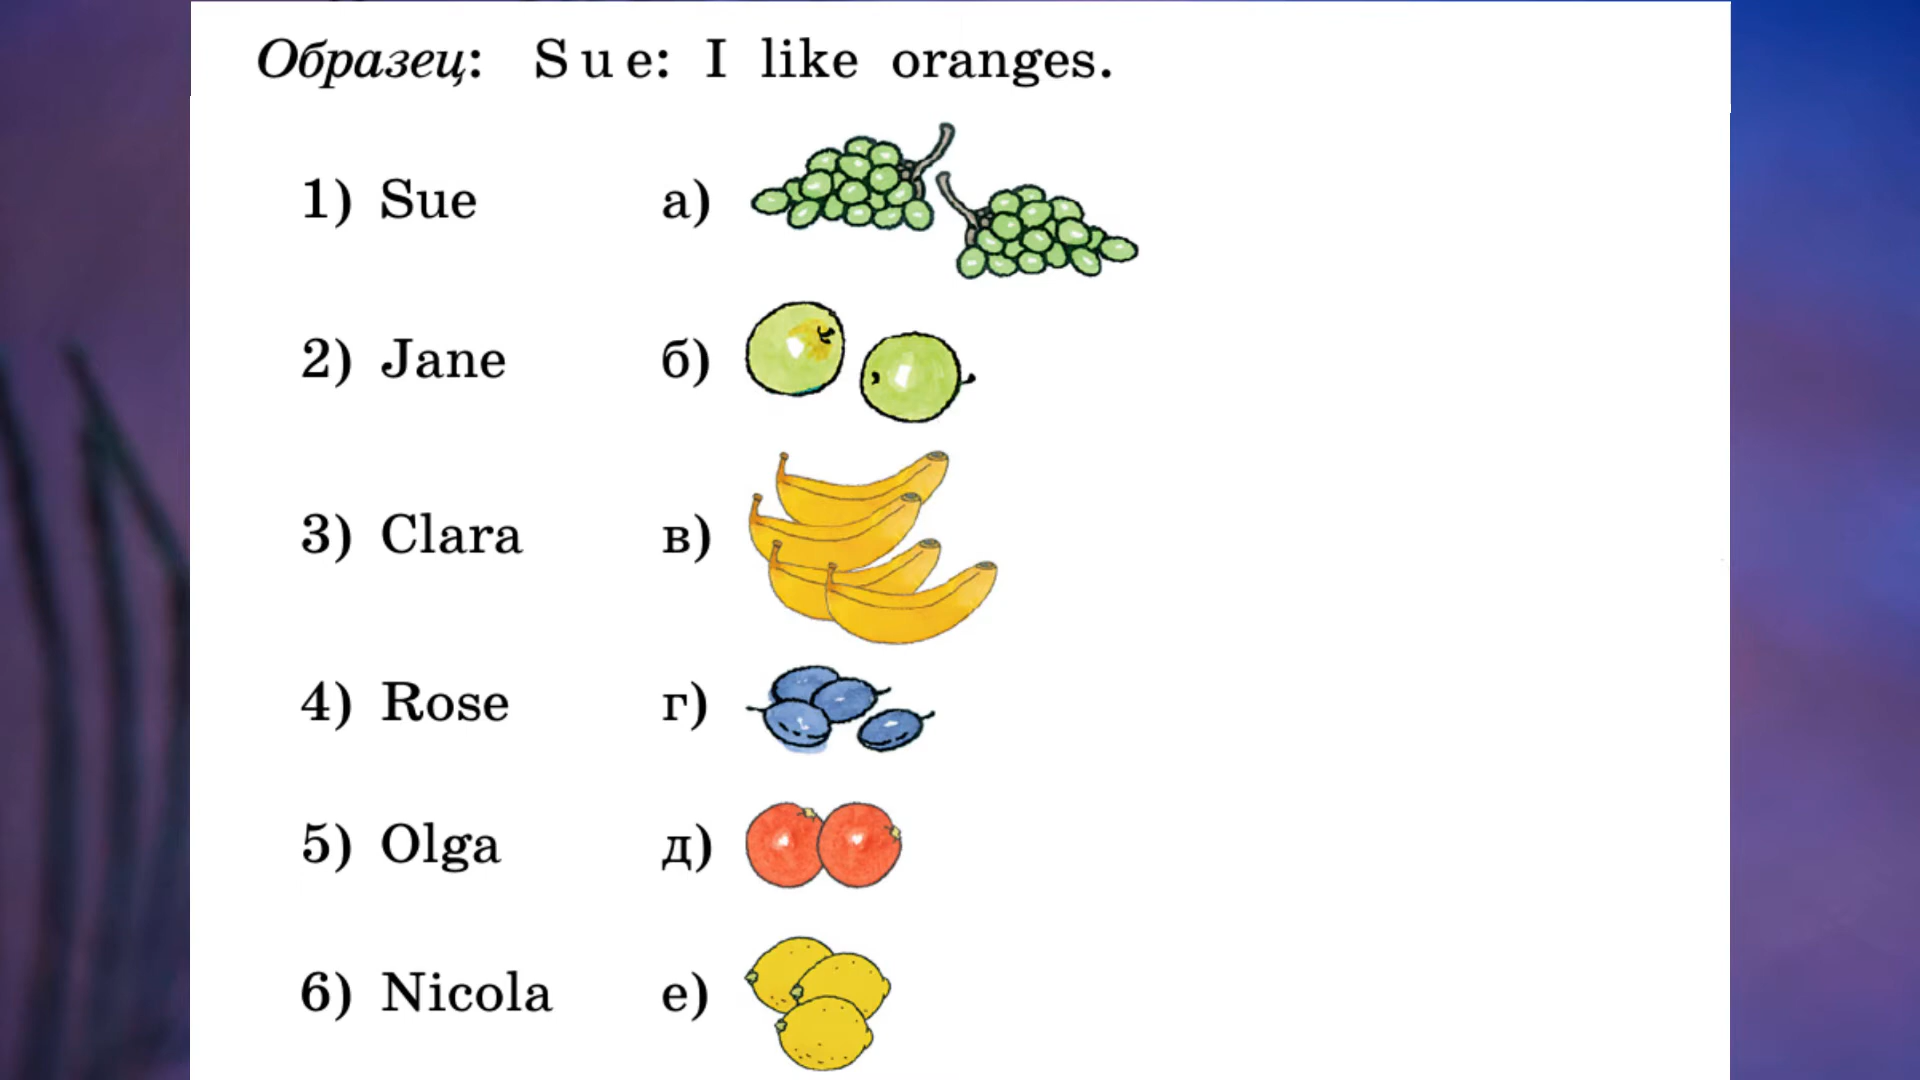 Образец: Sue: I like oranges.
1) Sue а)
2) Jane б)
3) Clara в)
4) Rose г)
5) Olga д)
6) Nicola е)